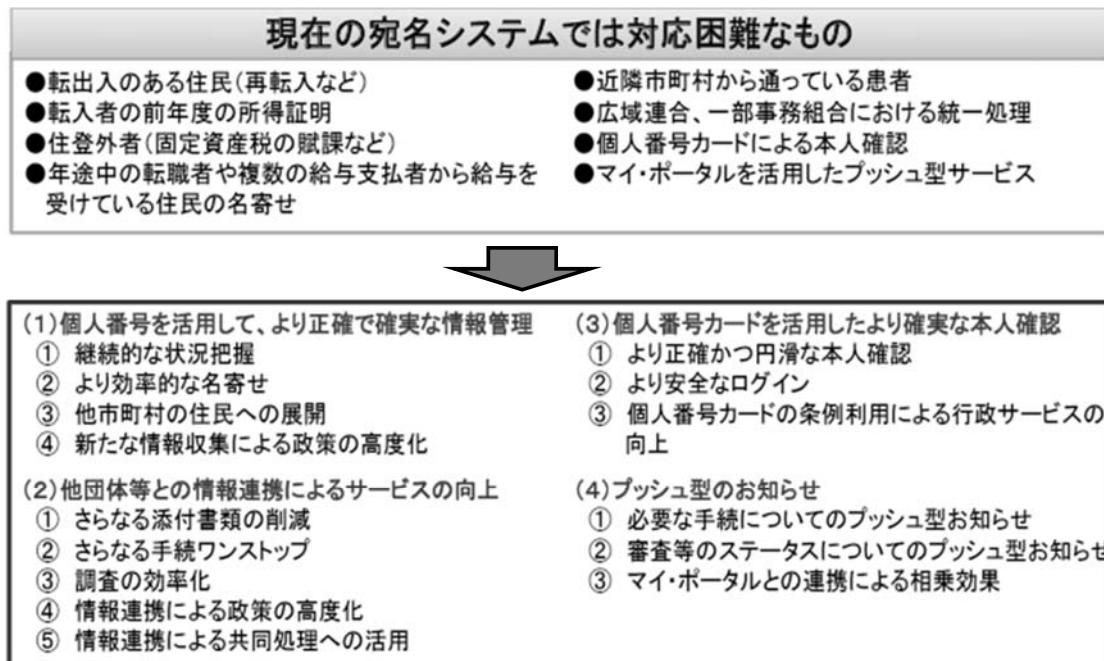 現在の宛名システムでは対応困難なもの
●転出入のある住民(再転入など)
●転入者の前年度の所得証明
●住登外者(固定資産税の賦課など)
●年途中の転職者や複数の給与支払者から給与を
受けている住民の名寄せ
●近隣市町村から通っている患者
●広域連合、一部事務組合における統一処理
●個人番号カードによる本人確認
●マイ・ポータルを活用したプッシュ型サービス
(1)個人番号を活用して、より正確で確実な情報管理
① 継続的な状況把握
② より効率的な名寄せ
③ 他市町村の住民への展開
④ 新たな情報収集による政策の高度化
(2)他団体等との情報連携によるサービスの向上
① さらなる添付書類の削減
② さらなる手続ワンストップ
③ 調査の効率化
④ 情報連携による政策の高度化
⑤ 情報連携による共同処理への活用
(3)個人番号カードを活用したより確実な本人確認
① より正確かつ円滑な本人確認
② より安全なログイン
③ 個人番号カードの条例利用による行政サービスの
向上
(4)プッシュ型のお知らせ
① 必要な手続についてのプッシュ型お知らせ
② 審査等のステータスについてのプッシュ型お知らせ
③ マイ・ポータルとの連携による相乗効果